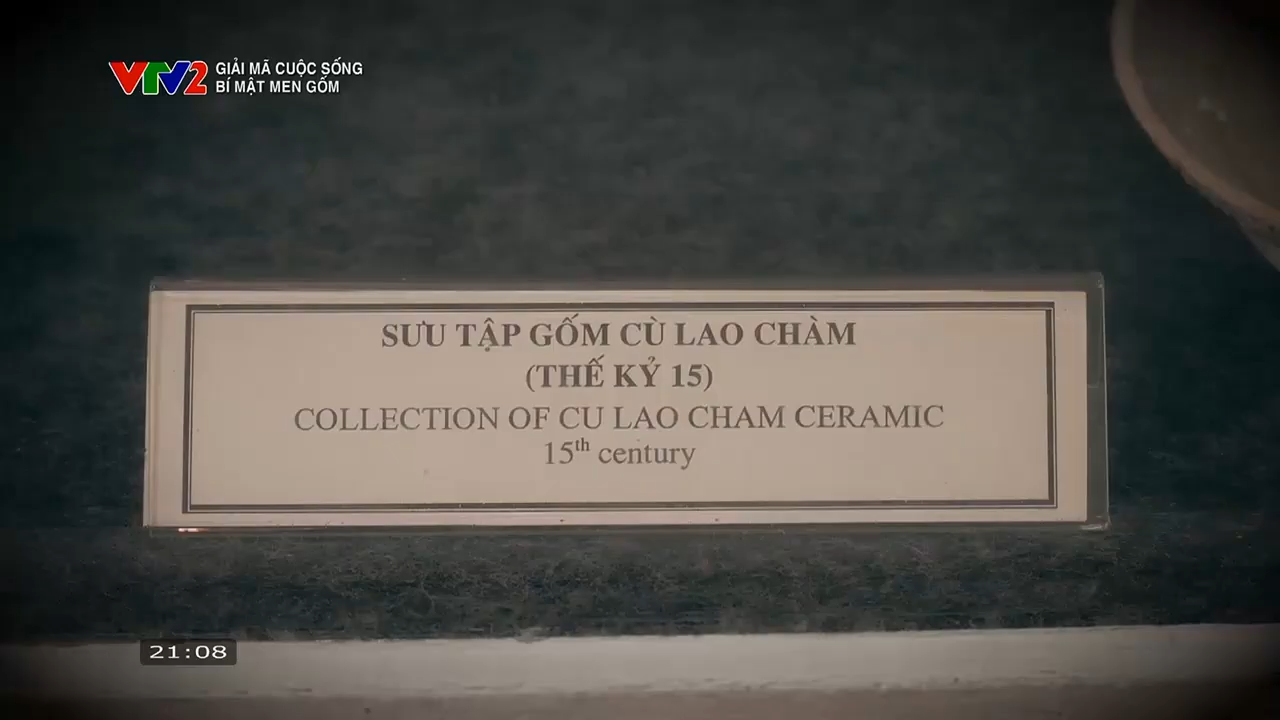 VTV2 GIẢI MÃ CUỘC SỐNG
BÍ MẬT MEN GỐM
SƯU TẬP GỐM CÙ LAO CHÀM
(THẾ KỶ 15)
COLLECTION OF CU LAO CHAM CERAMIC
15th century
21:08